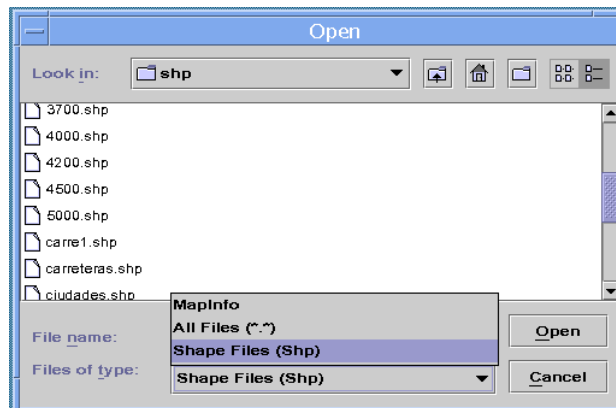 Open
Look in: shp
3700.shp
4000.shp
4200.shp
4500.shp
5000.shp
carre1.shp
carreteras.shp
ciudades.shp
MapInfo
All Files (*.*)
Shape Files (Shp)
File name:
Open
Files of type: Shape Files (Shp)
Cancel